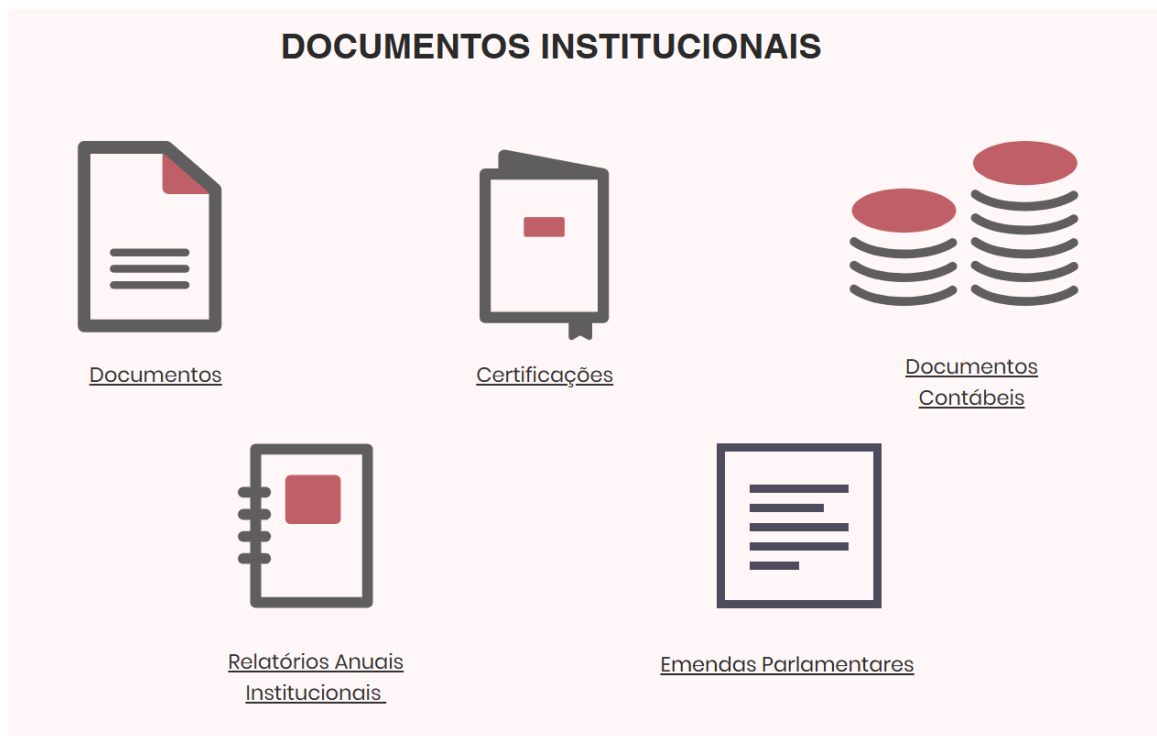 DOCUMENTOS INSTITUCIONAIS
Documentos
Certificações
Documentos
Contábeis
Relatórios Anuais
Institucionais
Emendas Parlamentares